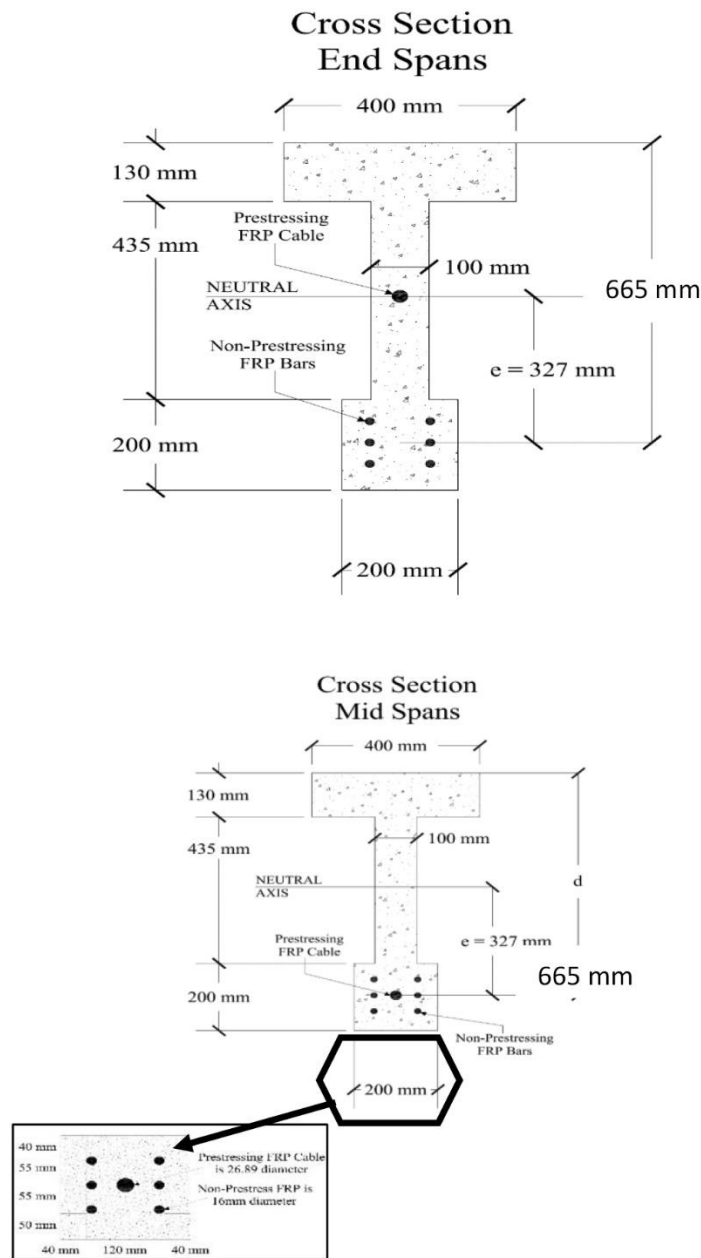 Cross Section
End Spans
400 mm
130 mm
Prestressing
FRP Cable
435 mm
100 mm
665 mm
NEUTRAL
AXIS
Non-Prestressing
FRP Bars
e = 327 mm
200 mm
200 mm
Cross Section
Mid Spans
400 mm
130 mm
435 mm
100 mm
NEUTRAL
AXIS
d
Prestressing
FRP Cable
e = 327 mm
665 mm
200 mm
Non-Prestressing
FRP Bars
200 mm
40 mm
Prestressing FRP Cable
is 26.89 diameter
55 mm
Non-Prestress FRP is
16mm diameter
55 mm
50 mm
40 mm 120 mm 40 mm